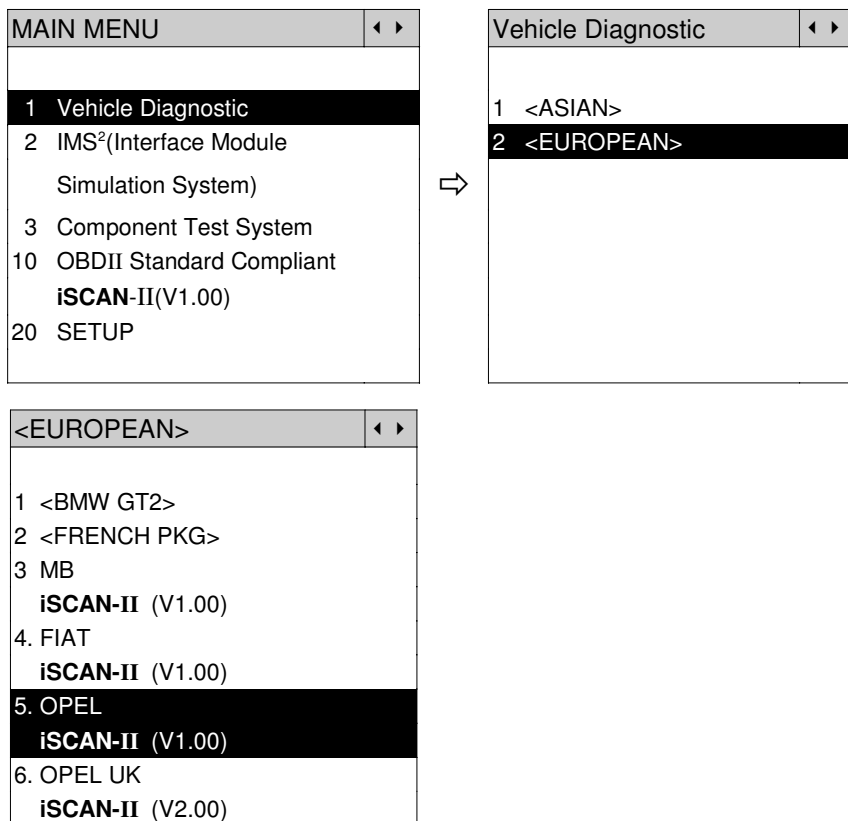 MAIN MENU
1 Vehicle Diagnostic
2 IMS²(Interface Module
Simulation System)
3 Component Test System
10 OBDII Standard Compliant
iSCAN-II(V1.00)
20 SETUP
Vehicle Diagnostic
1 <ASIAN>
2 <EUROPEAN>
<EUROPEAN>
1 <BMW GT2>
2 <FRENCH PKG>
3 MB
iSCAN-II (V1.00)
4. FIAT
iSCAN-II (V1.00)
5. OPEL
iSCAN-II (V1.00)
6. OPEL UK
iSCAN-II (V2.00)